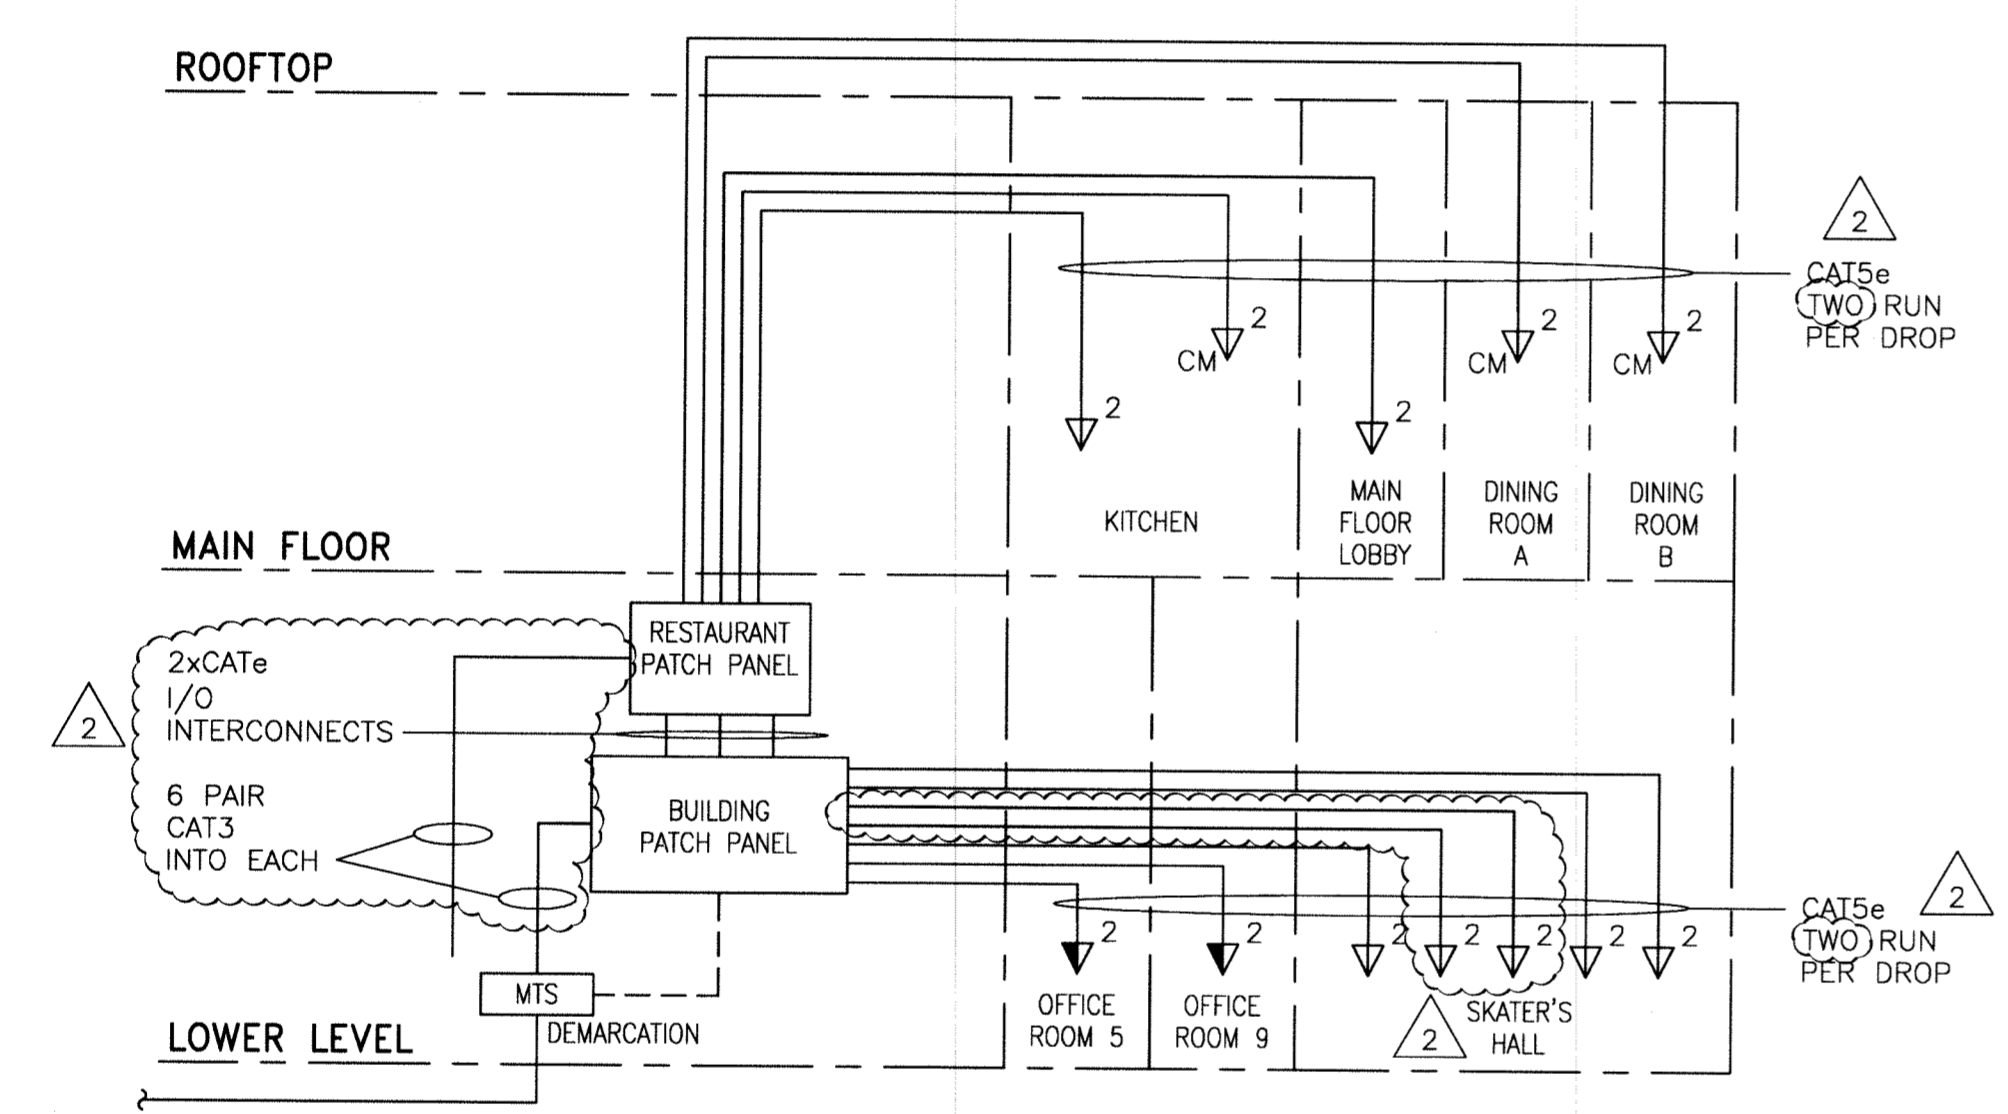 ROOFTOP
2
CAT5e
TWO RUN
PER DROP
2
2
2
CM
CM
CM
2
2
KITCHEN
MAIN
FLOOR
LOBBY
DINING
ROOM
A
DINING
ROOM
B
MAIN FLOOR
RESTAURANT
PATCH PANEL
2xCATe
I/O
INTERCONNECTS
2
6 PAIR
CAT3
INTO EACH
BUILDING
PATCH PANEL
2
CAT5e
TWO RUN
PER DROP
2
2
2
2
2
2
2
MTS
DEMARCATION
OFFICE
ROOM 5
OFFICE
ROOM 9
2
SKATER'S
HALL
LOWER LEVEL